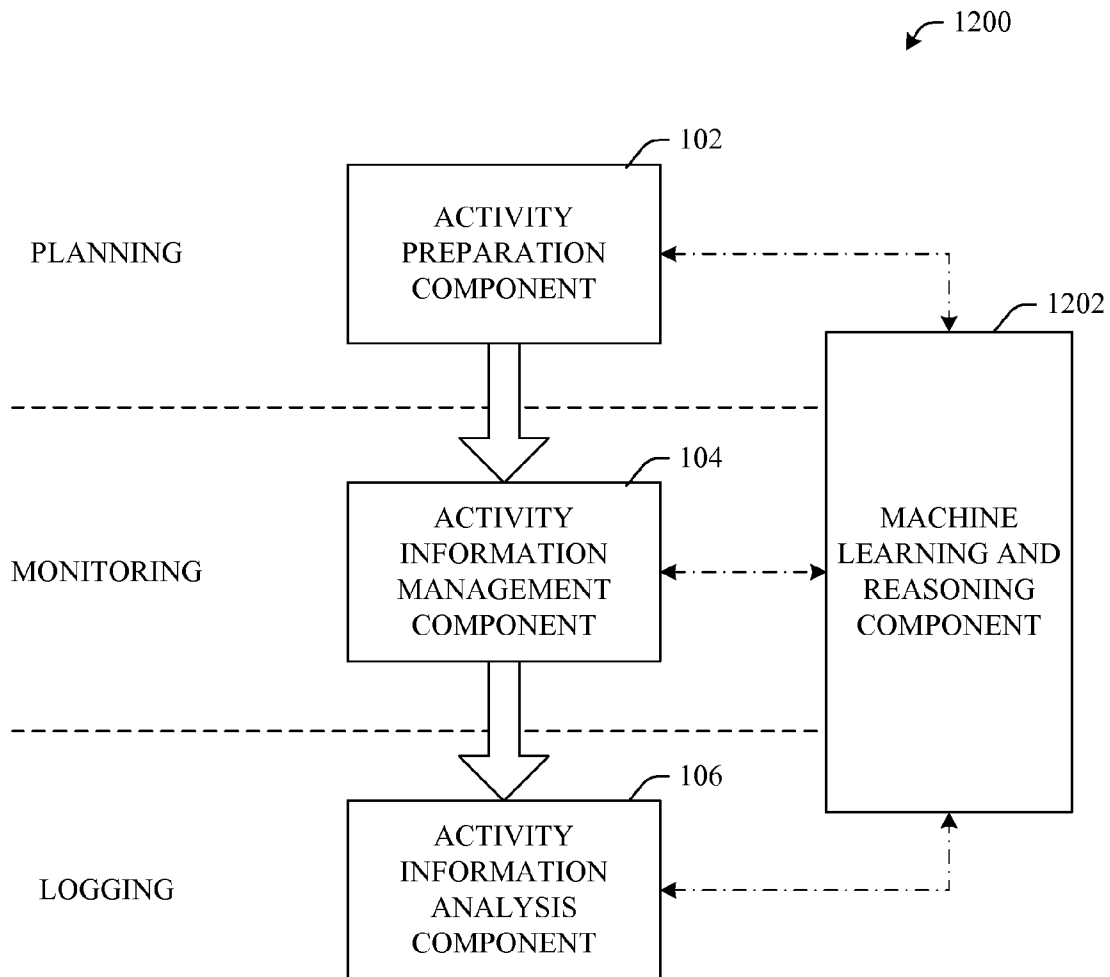 1200
102
ACTIVITY
PREPARATION
COMPONENT
PLANNING
1202
104
ACTIVITY
INFORMATION
MANAGEMENT
COMPONENT
MONITORING
MACHINE
LEARNING AND
REASONING
COMPONENT
106
ACTIVITY
INFORMATION
ANALYSIS
COMPONENT
LOGGING